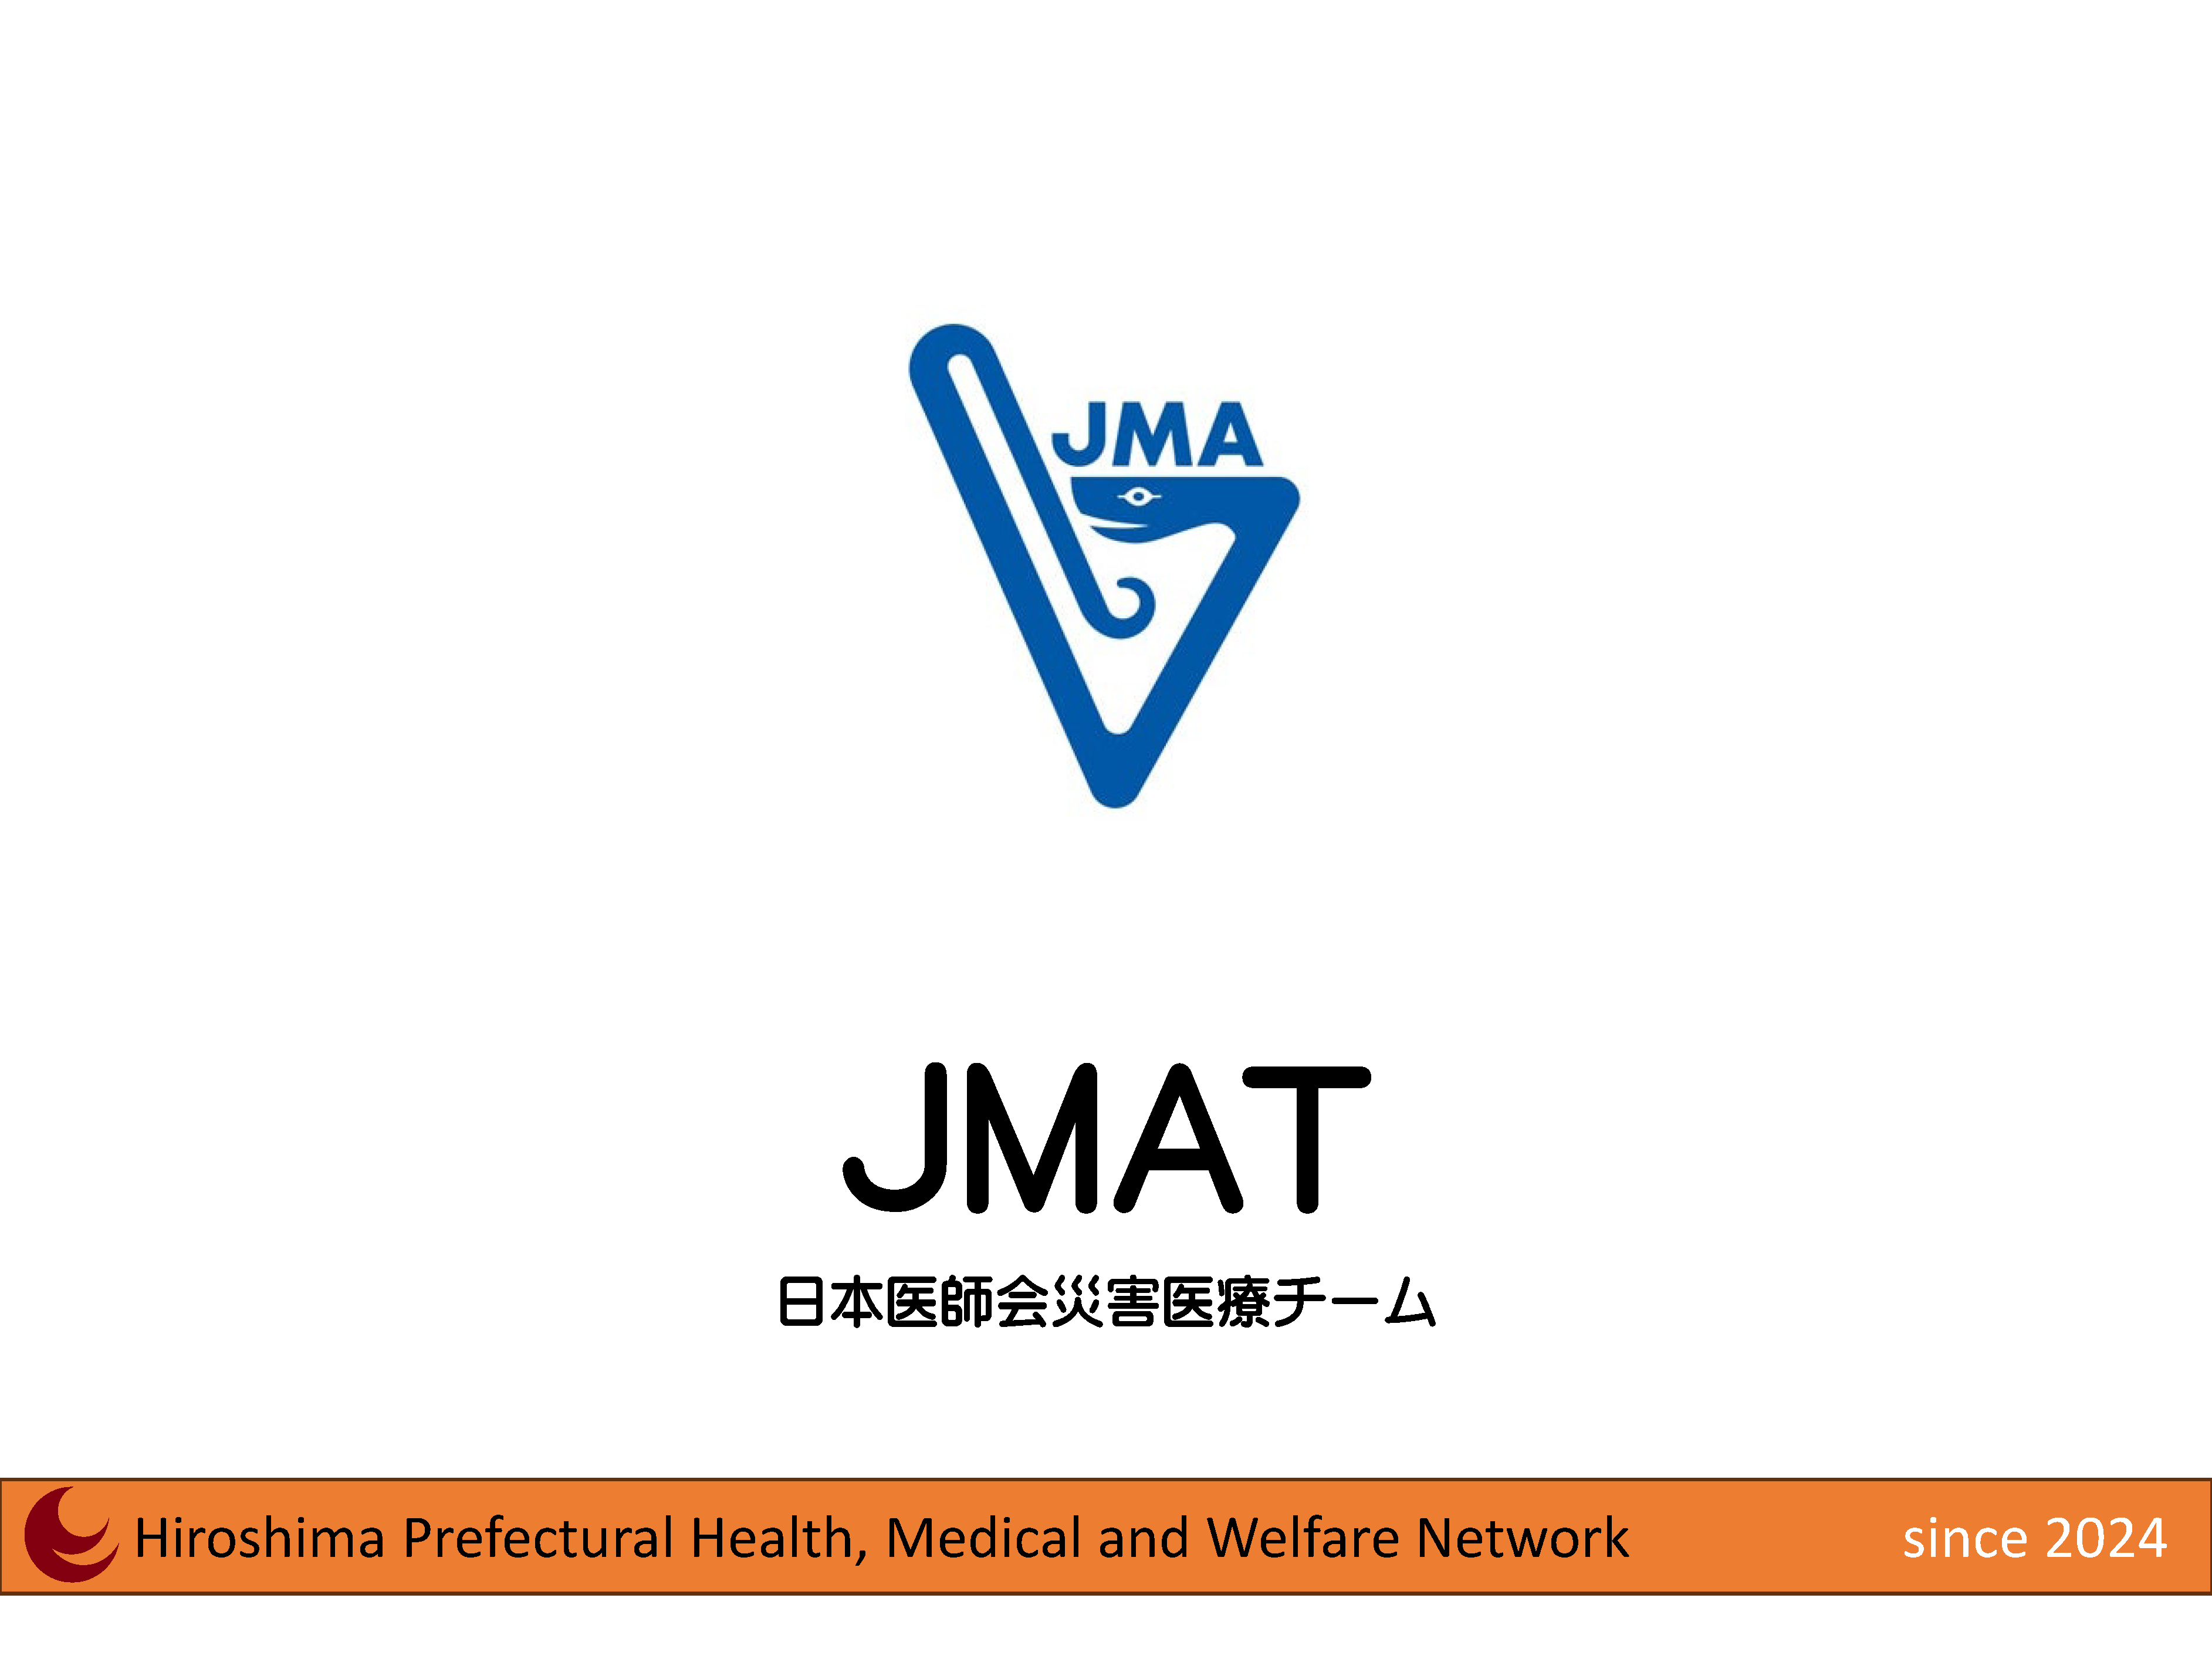 JMA
JMAT
日本医師会災害医療チーム
Hiroshima Prefectural Health, Medical and Welfare Network since 2024